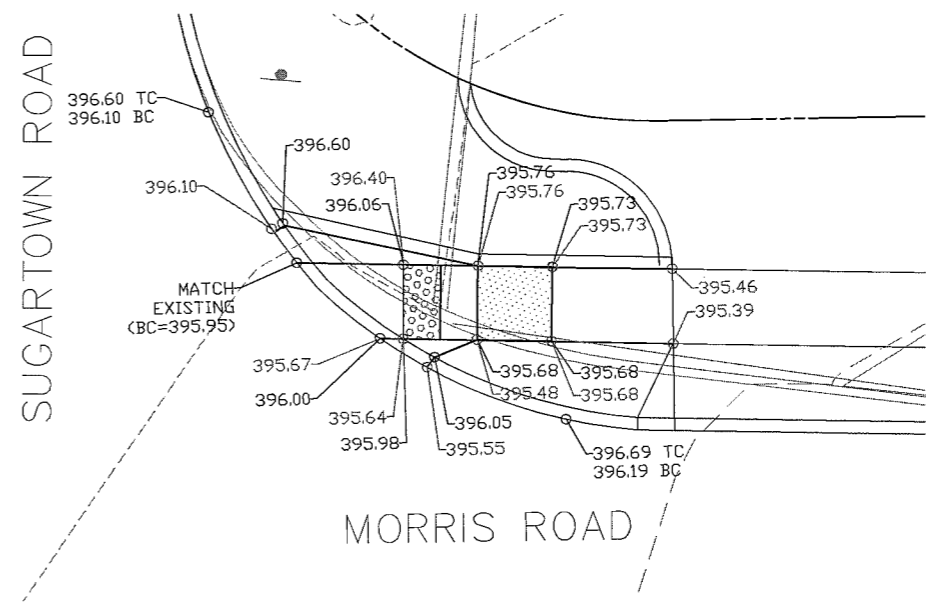 SUGARTOWN ROAD
396.60 TC
396.10 BC
396.60
396.10
396.40
396.06
395.76
395.76
395.73
395.73
MATCH
EXISTING
(BC=395.95)
395.46
395.39
395.67
396.00
395.64
395.98
396.05
395.55
395.68
395.48
395.68
395.68
396.69 TC
396.19 BC
MORRIS ROAD